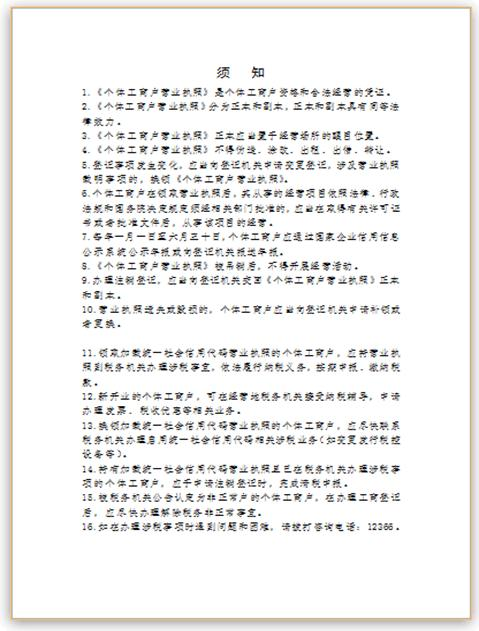 须 知
1.《个体工商户营业执照》是个体工商户资格和合法经营的凭证。
2.《个体工商户营业执照》分为正本和副本,正本和副本具有同等法
律效力。
3.《个体工商户营业执照》正本应当置于经营场所的醒目位置。
4.《个体工商户营业执照》不得伪造、涂改、出租、出借、转让。
5.登记事项发生变化,应当向登记机关申请变更登记,涉及营业执照
载明事项的,换领《个体工商户营业执照》。
6.个体工商户在领取营业执照后,其从事的经营项目依照法律、行政
法规和国务院决定规定须经相关部门批准的,应当在取得有关许可证
书或者批准文件后,从事该项目的经营。
7.每年一月一日至六月三十日,个体工商户应通过国家企业信用信息
公示系统公示年报或向登记机关报送年报。
8.《个体工商户营业执照》被吊销后,不得开展经营活动。
9.办理注销登记,应当向登记机关交回《个体工商户营业执照》正本
和副本。
10.营业执照遗失或毁损的,个体工商户应当向登记机关申请补领或
者更换。
11.领取加载统一社会信用代码营业执照的个体工商户,应持营业执
照到税务机关办理涉税事宜,依法履行纳税义务,按期申报、缴纳税
款。
12.新开业的个体工商户,可在经营地税务机关接受纳税辅导,申请
办理发票、税收优惠等相关业务。
13.换领加载统一社会信用代码营业执照的个体工商户,应尽快联系
税务机关办理启用统一社会信用代码相关涉税业务(如变更发行税控
设备等)。
14.持有加载统一社会信用代码营业执照且已在税务机关办理涉税事
项的个体工商户,应于申请注销登记时,完成清税申报。
15.被税务机关公告认定为非正常户的个体工商户,在办理工商登记
后,应尽快办理解除税务非正常事宜。
16.如在办理涉税事项时遇到问题和困难,请拨打咨询电话:12366。